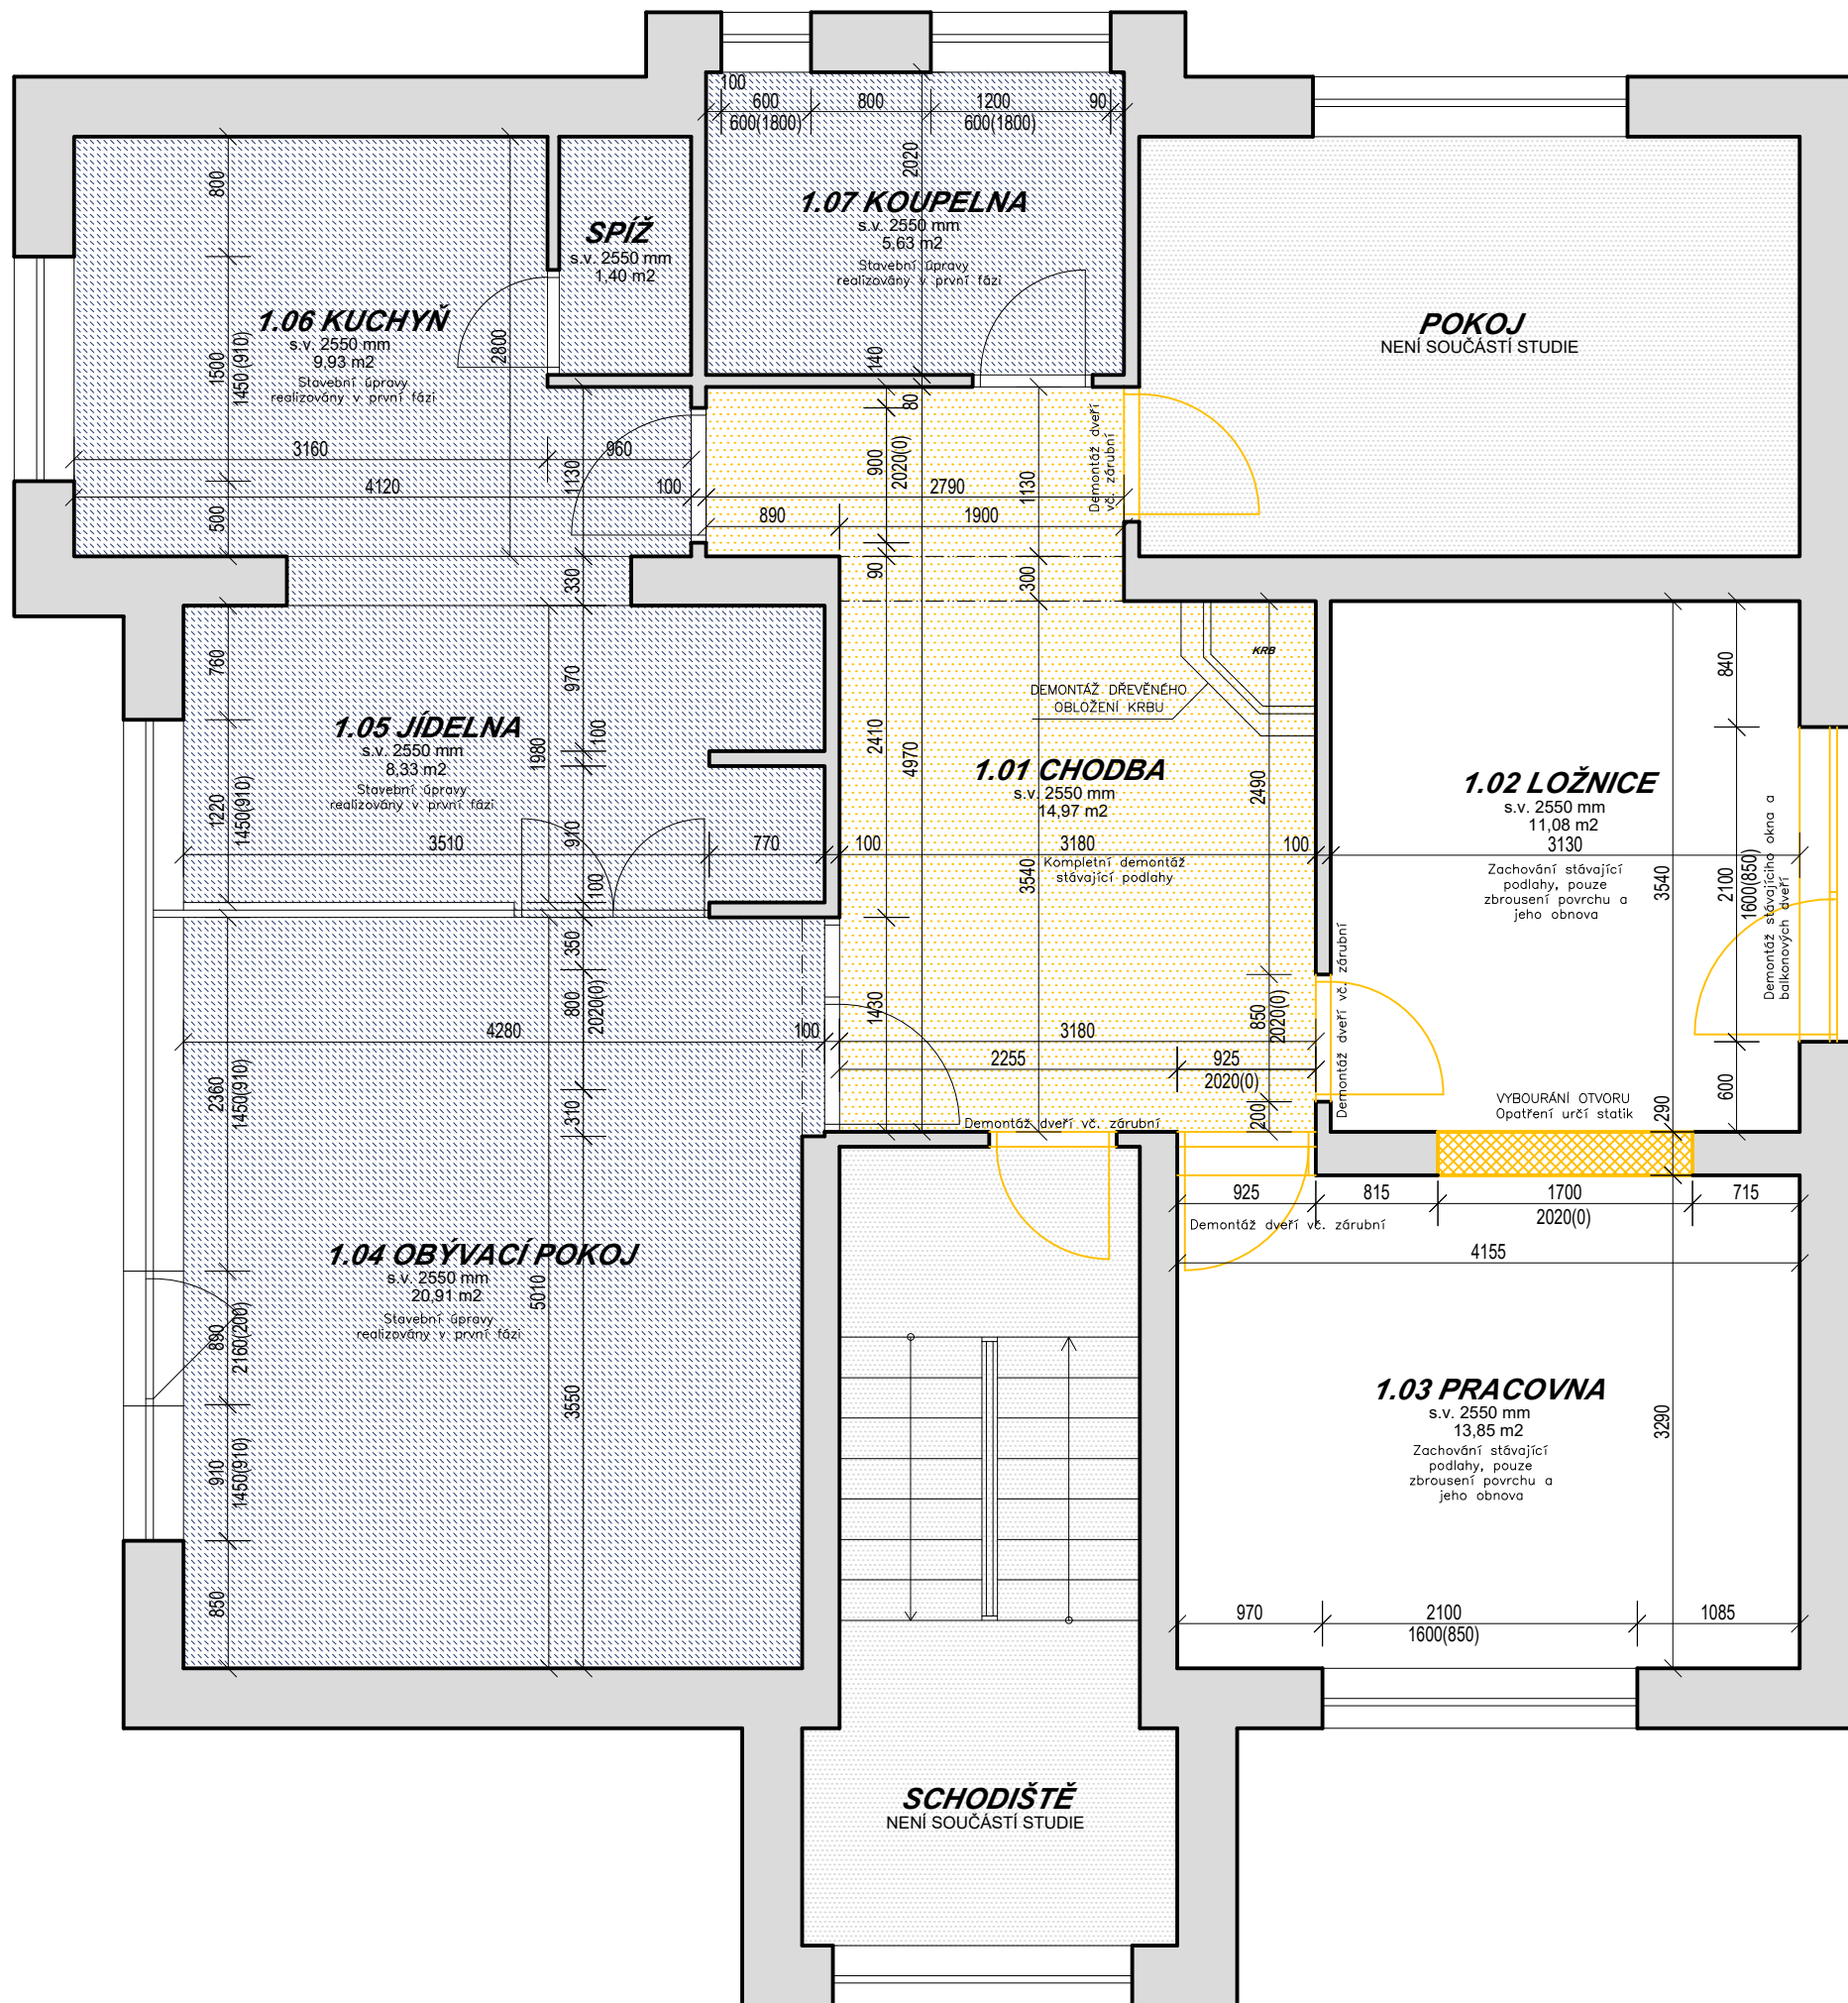 100
600
800
1200
90
600(1800)
600(1800)
2020
1.07 KOUPELNA
s.v. 2550 mm
5,63 m2
Stavební úpravy
realizovány v první fázi
140
SPÍŽ
s.v. 2550 mm
1,40 m2
800
1500
1450(910)
500
2800
1.06 KUCHYŇ
s.v. 2550 mm
9,93 m2
Stavební úpravy
realizovány v první fázi
3160
960
4120
100
1130
330
POKOJ
NENÍ SOUČÁSTÍ STUDIE
Demontáž dveří
vč. zárubní
80
900
2020(0)
90
2790
890
1900
1130
300
760
1220
1450(910)
1.05 JÍDELNA
s.v. 2550 mm
8,33 m2
Stavební úpravy
realizovány v první fázi
1980
970
100
910
100
3510
770
100
3180
100
KRB
DEMONTÁŽ DŘEVĚNÉHO
OBLOŽENÍ KRBU
2410
4970
1.01 CHODBA
s.v. 2550 mm
14,97 m2
Kompletní demontáž
stávající podlahy
3540
2490
1.02 LOŽNICE
s.v. 2550 mm
11,08 m2
3130
Zachování stávající
podlahy, pouze
zbroušení povrchu a
jeho obnova
3540
840
2100
1600(850)
600
Demontáž stávajícího okna a
balkonových dveří
Demontáž dveří vč. zárubní
850
2020(0)
200
350
800
2020(0)
310
4280
100
1430
3180
2255
925
2020(0)
Demontáž dveří vč. zárubní
VYBOURÁNÍ OTVORU
Opatření určí statik
290
925
815
1700
715
2020(0)
Demontáž dveří vč. zárubní
4155
2360
1450(910)
890
2160(200)
910
1450(910)
850
1.04 OBÝVACÍ POKOJ
s.v. 2550 mm
20,91 m2
Stavební úpravy
realizovány v první fázi
5010
3550
1.03 PRACOVNA
s.v. 2550 mm
13,85 m2
Zachování stávající
podlahy, pouze
zbroušení povrchu a
jeho obnova
3290
970
2100
1085
1600(850)
SCHODIŠTĚ
NENÍ SOUČÁSTÍ STUDIE